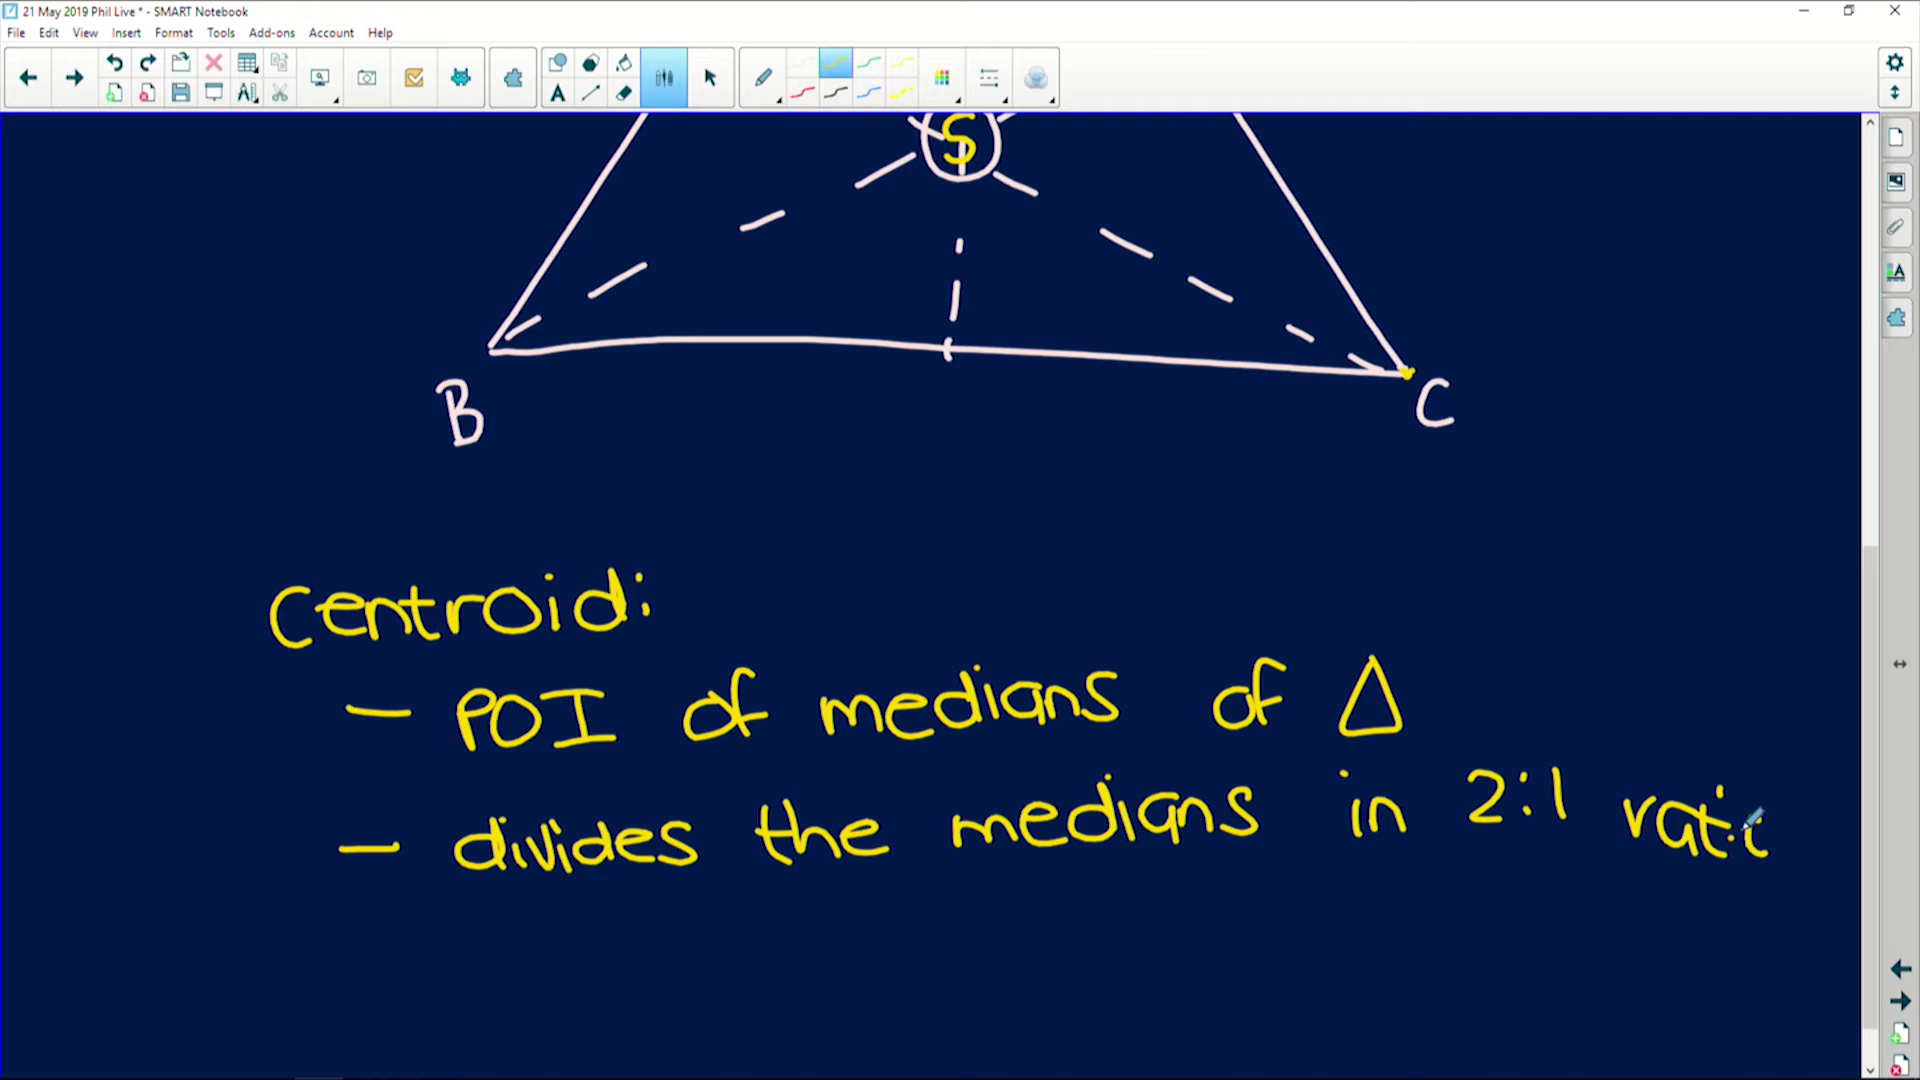 21 May 2019 Phil Live * - SMART Notebook
File Edit View Insert Format Tools Add-ons Account Help
S
B
C
Centroid:
— POI of medians of Δ
— divides the medians in 2:1 rati